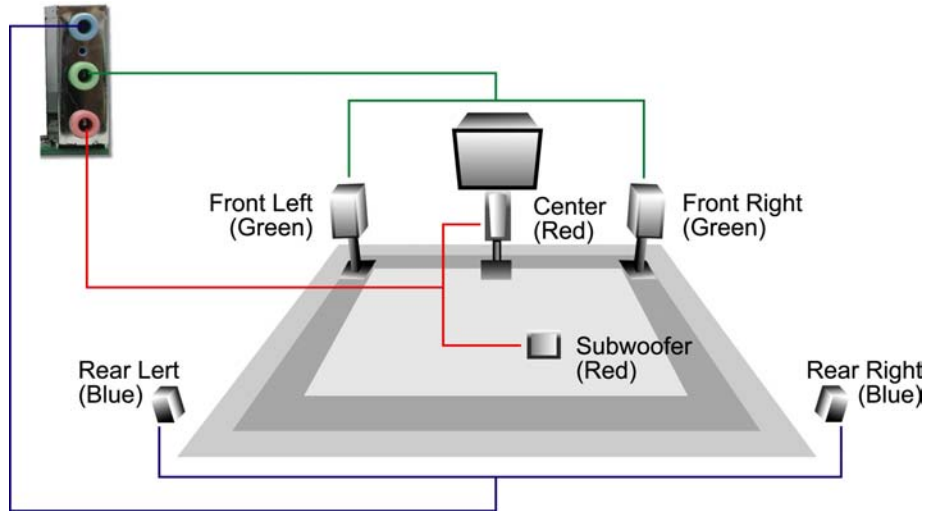 Front Left
(Green)
Center
(Red)
Front Right
(Green)
Subwoofer
(Red)
Rear Lert
(Blue)
Rear Right
(Blue)